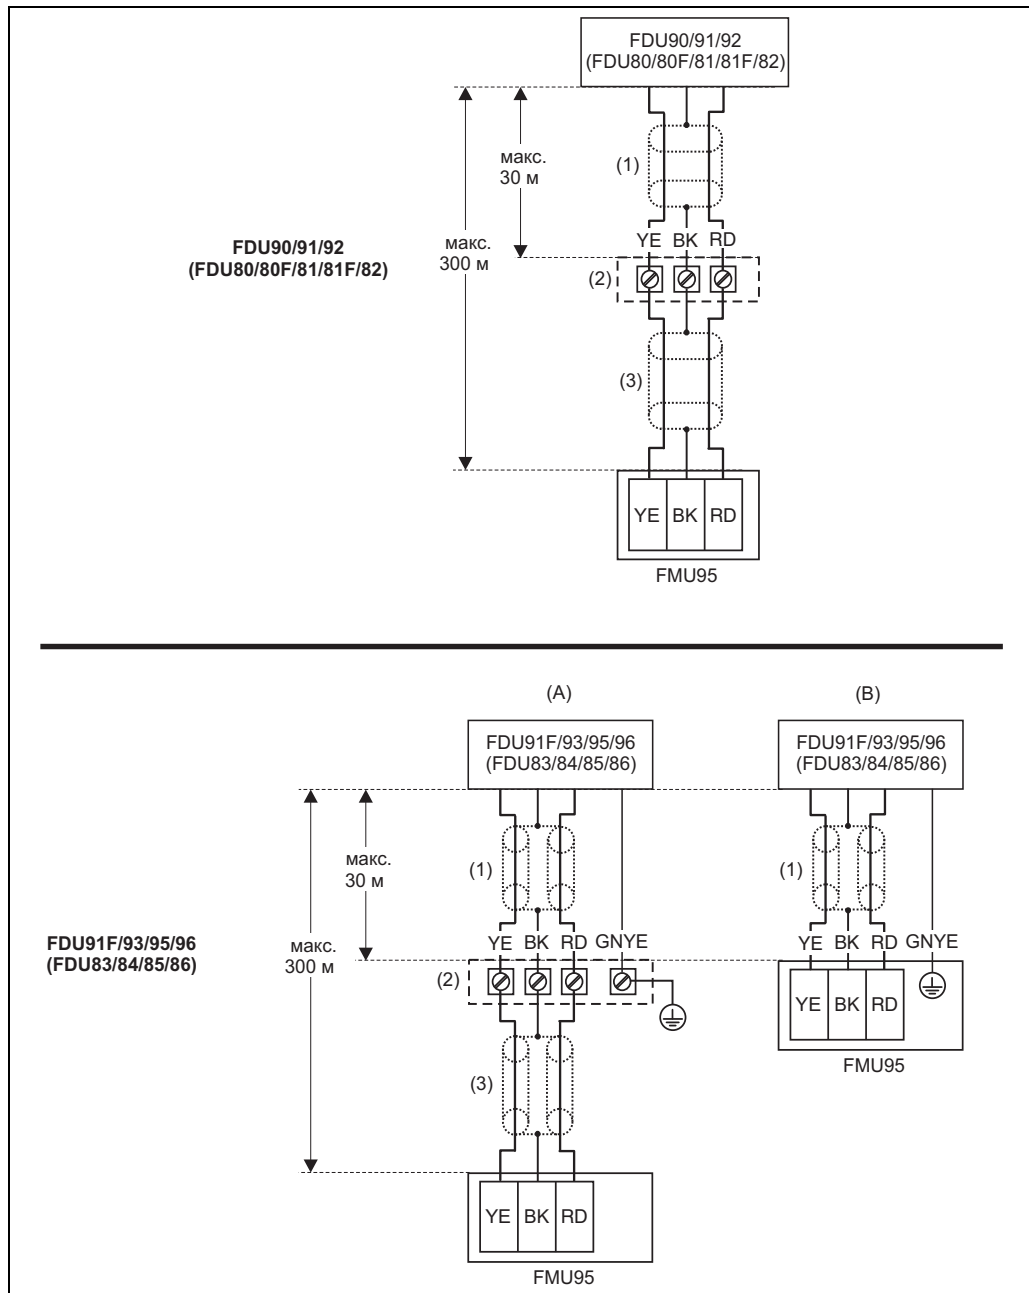 FDU90/91/92
(FDU80/80F/81/81F/82)
макс.
30 м
(1)
макс.
300 м
FDU90/91/92
(FDU80/80F/81/81F/82)
YE BK RD
(2)
(3)
YE BK RD
FMU95
(A)
(B)
FDU91F/93/95/96
(FDU83/84/85/86)
FDU91F/93/95/96
(FDU83/84/85/86)
макс.
30 м
(1)
(1)
макс.
300 м
FDU91F/93/95/96
(FDU83/84/85/86)
YE BK RD GNYE
YE BK RD GNYE
(2)
YE BK RD
FMU95
(3)
YE BK RD
FMU95